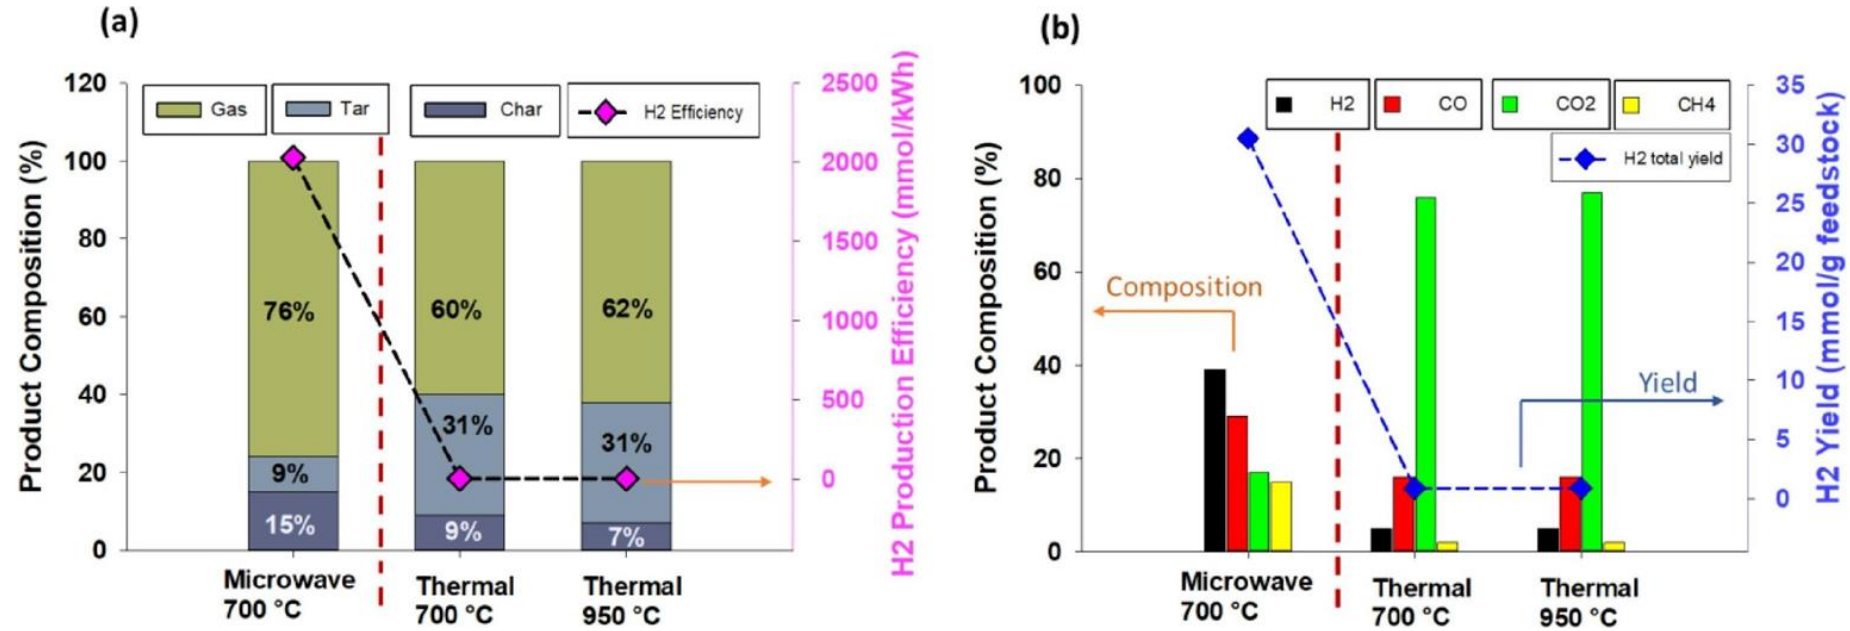 (a)
Product Composition (%)
120
100
80
60
40
20
0
Gas
Tar
Char
H2 Efficiency
76%
9%
15%
60%
31%
9%
62%
31%
7%
Microwave
700 °C
Thermal
700 °C
Thermal
950 °C
2500
2000
1500
1000
500
0
H2 Production Efficiency (mmol/kWh)
(b)
Product Composition (%)
100
80
60
40
20
0
H2
CO
CO2
CH4
H2 total yield
Composition
Yield
Microwave
700 °C
Thermal
700 °C
Thermal
950 °C
35
30
25
20
15
10
5
0
H2 Yield (mmol/g feedstock)